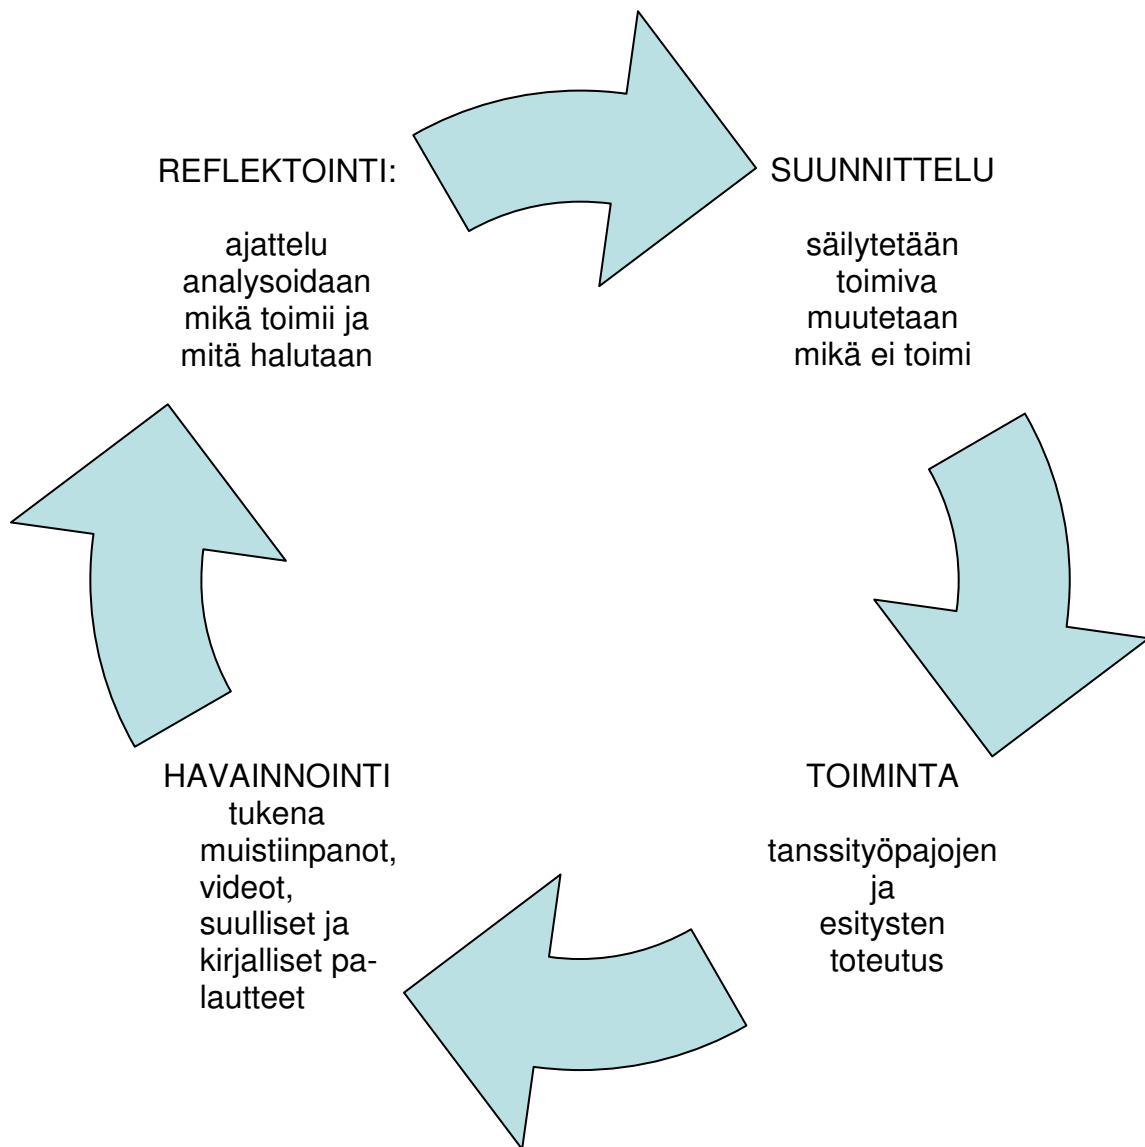 REFLEKTOINTI:
ajattelu
analysoidaan
mikä toimii ja
mitä halutaan
SUUNNITTELU
säilytetään
toimiva
muutetaan
mikä ei toimi
TOIMINTA
tanssityöpajojen
ja
esitysten
toteutus
HAVAINNOINTI
tukena
muistiinpanot,
videot,
suulliset ja
kirjalliset pa-
lautteet